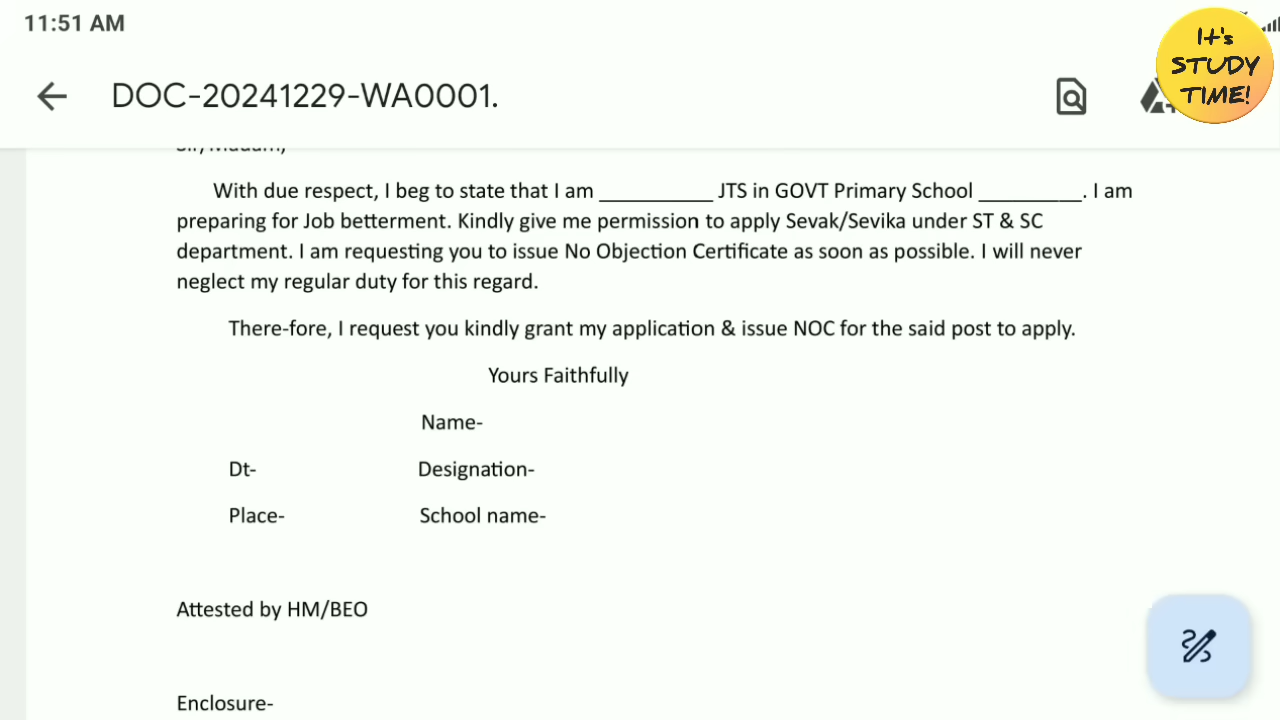 11:51 AM
It's
STUDY
TIME!
DOC-20241229-WA0001.
Sir/Madam,
With due respect, I beg to state that I am __________ JTS in GOVT Primary School _________. I am
preparing for Job betterment. Kindly give me permission to apply Sevak/Sevika under ST & SC
department. I am requesting you to issue No Objection Certificate as soon as possible. I will never
neglect my regular duty for this regard.
There-fore, I request you kindly grant my application & issue NOC for the said post to apply.
Yours Faithfully
Name-
Dt- Designation-
Place- School name-
Attested by HM/BEO
Enclosure-